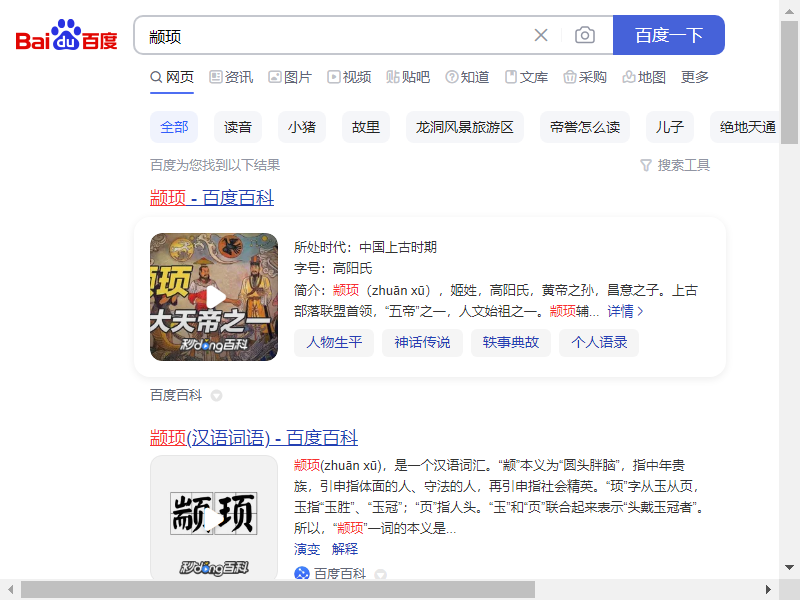 Bai du 百度
颛顼
百度一下
网页 资讯 图片 视频 贴吧 知道 文库 采购 地图 更多
全部 读音 小猪 故里 龙洞风景旅游区 帝喾怎么读 儿子 绝地天通
百度为您找到以下结果
搜索工具
颛顼 - 百度百科
颛顼
大天帝之一
秒dǒng百科
所处时代：中国上古时期
字号：高阳氏
简介：颛顼（zhuān xū），姬姓，高阳氏，黄帝之孙，昌意之子。上古
部落联盟首领，“五帝”之一，人文始祖之一。颛顼辅... 详情
人物生平 神话传说 轶事典故 个人语录
百度百科
颛顼(汉语词语) - 百度百科
颛顼
秒dǒng百科
颛顼(zhuān xū)，是一个汉语词汇。“颛”本义为“圆头胖脑”，指中年贵
族，引申指体面的人、守法的人，再引申指社会精英。“顼”字从玉从页，
玉指“玉胜”、“玉冠”；“页”指人头。“玉”和“页”联合起来表示“头戴玉冠者”。
所以，“颛顼”一词的本义是...
演变 解释
百度百科